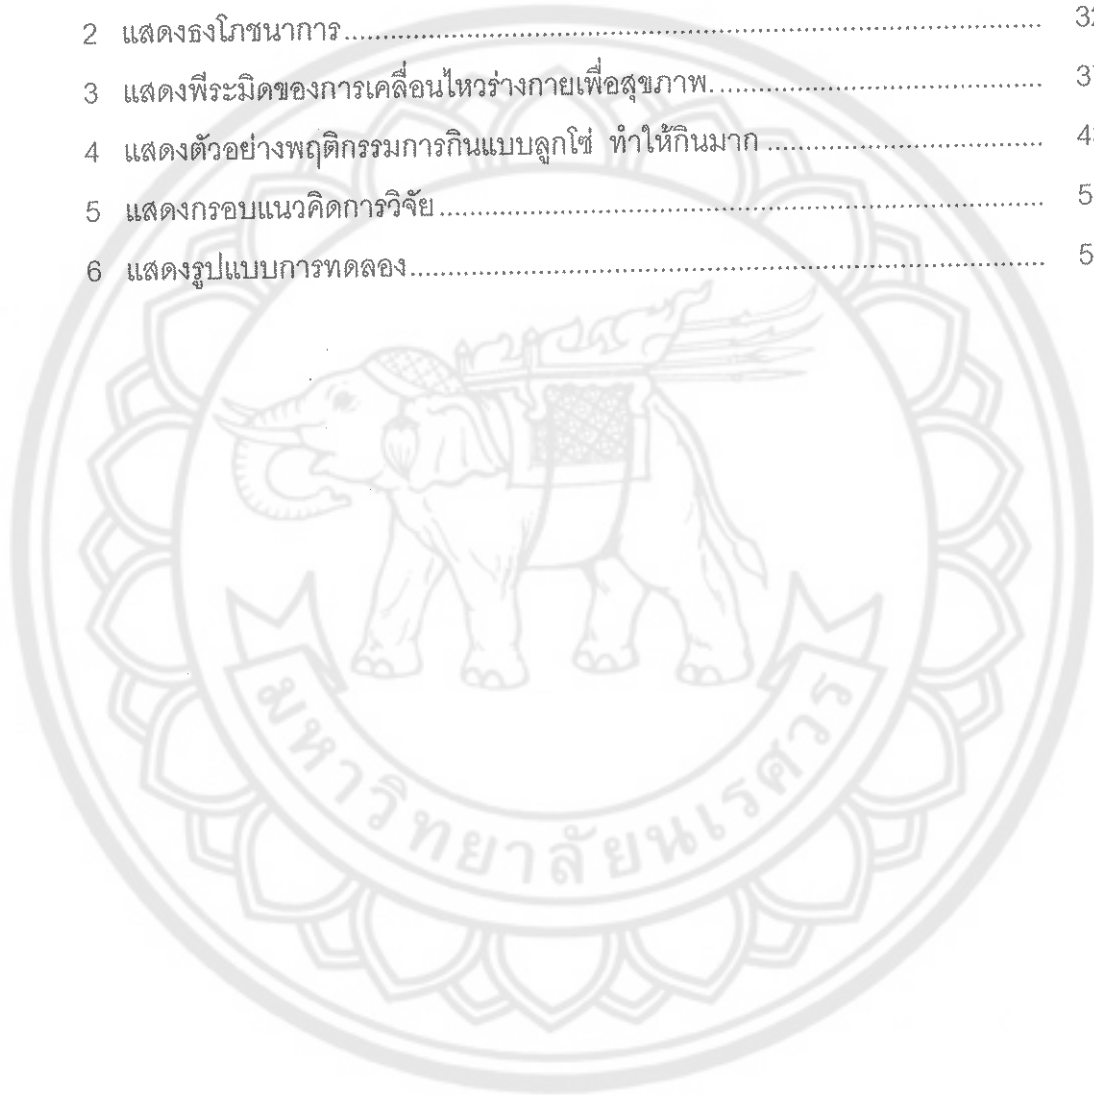 2 แสดงธงโภชนาการ........................................................................ 32
3 แสดงพีระมิดของการเคลื่อนไหวร่างกายเพื่อสุขภาพ.................................. 37
4 แสดงตัวอย่างพฤติกรรมการกินแบบลูกโซ่ ทำให้กินมาก.............................. 4
5 แสดงกรอบแนวคิดการวิจัย............................................................... 5
6 แสดงรูปแบบการทดลอง................................................................... 5
มหาวิทยาลัยนเรศวร